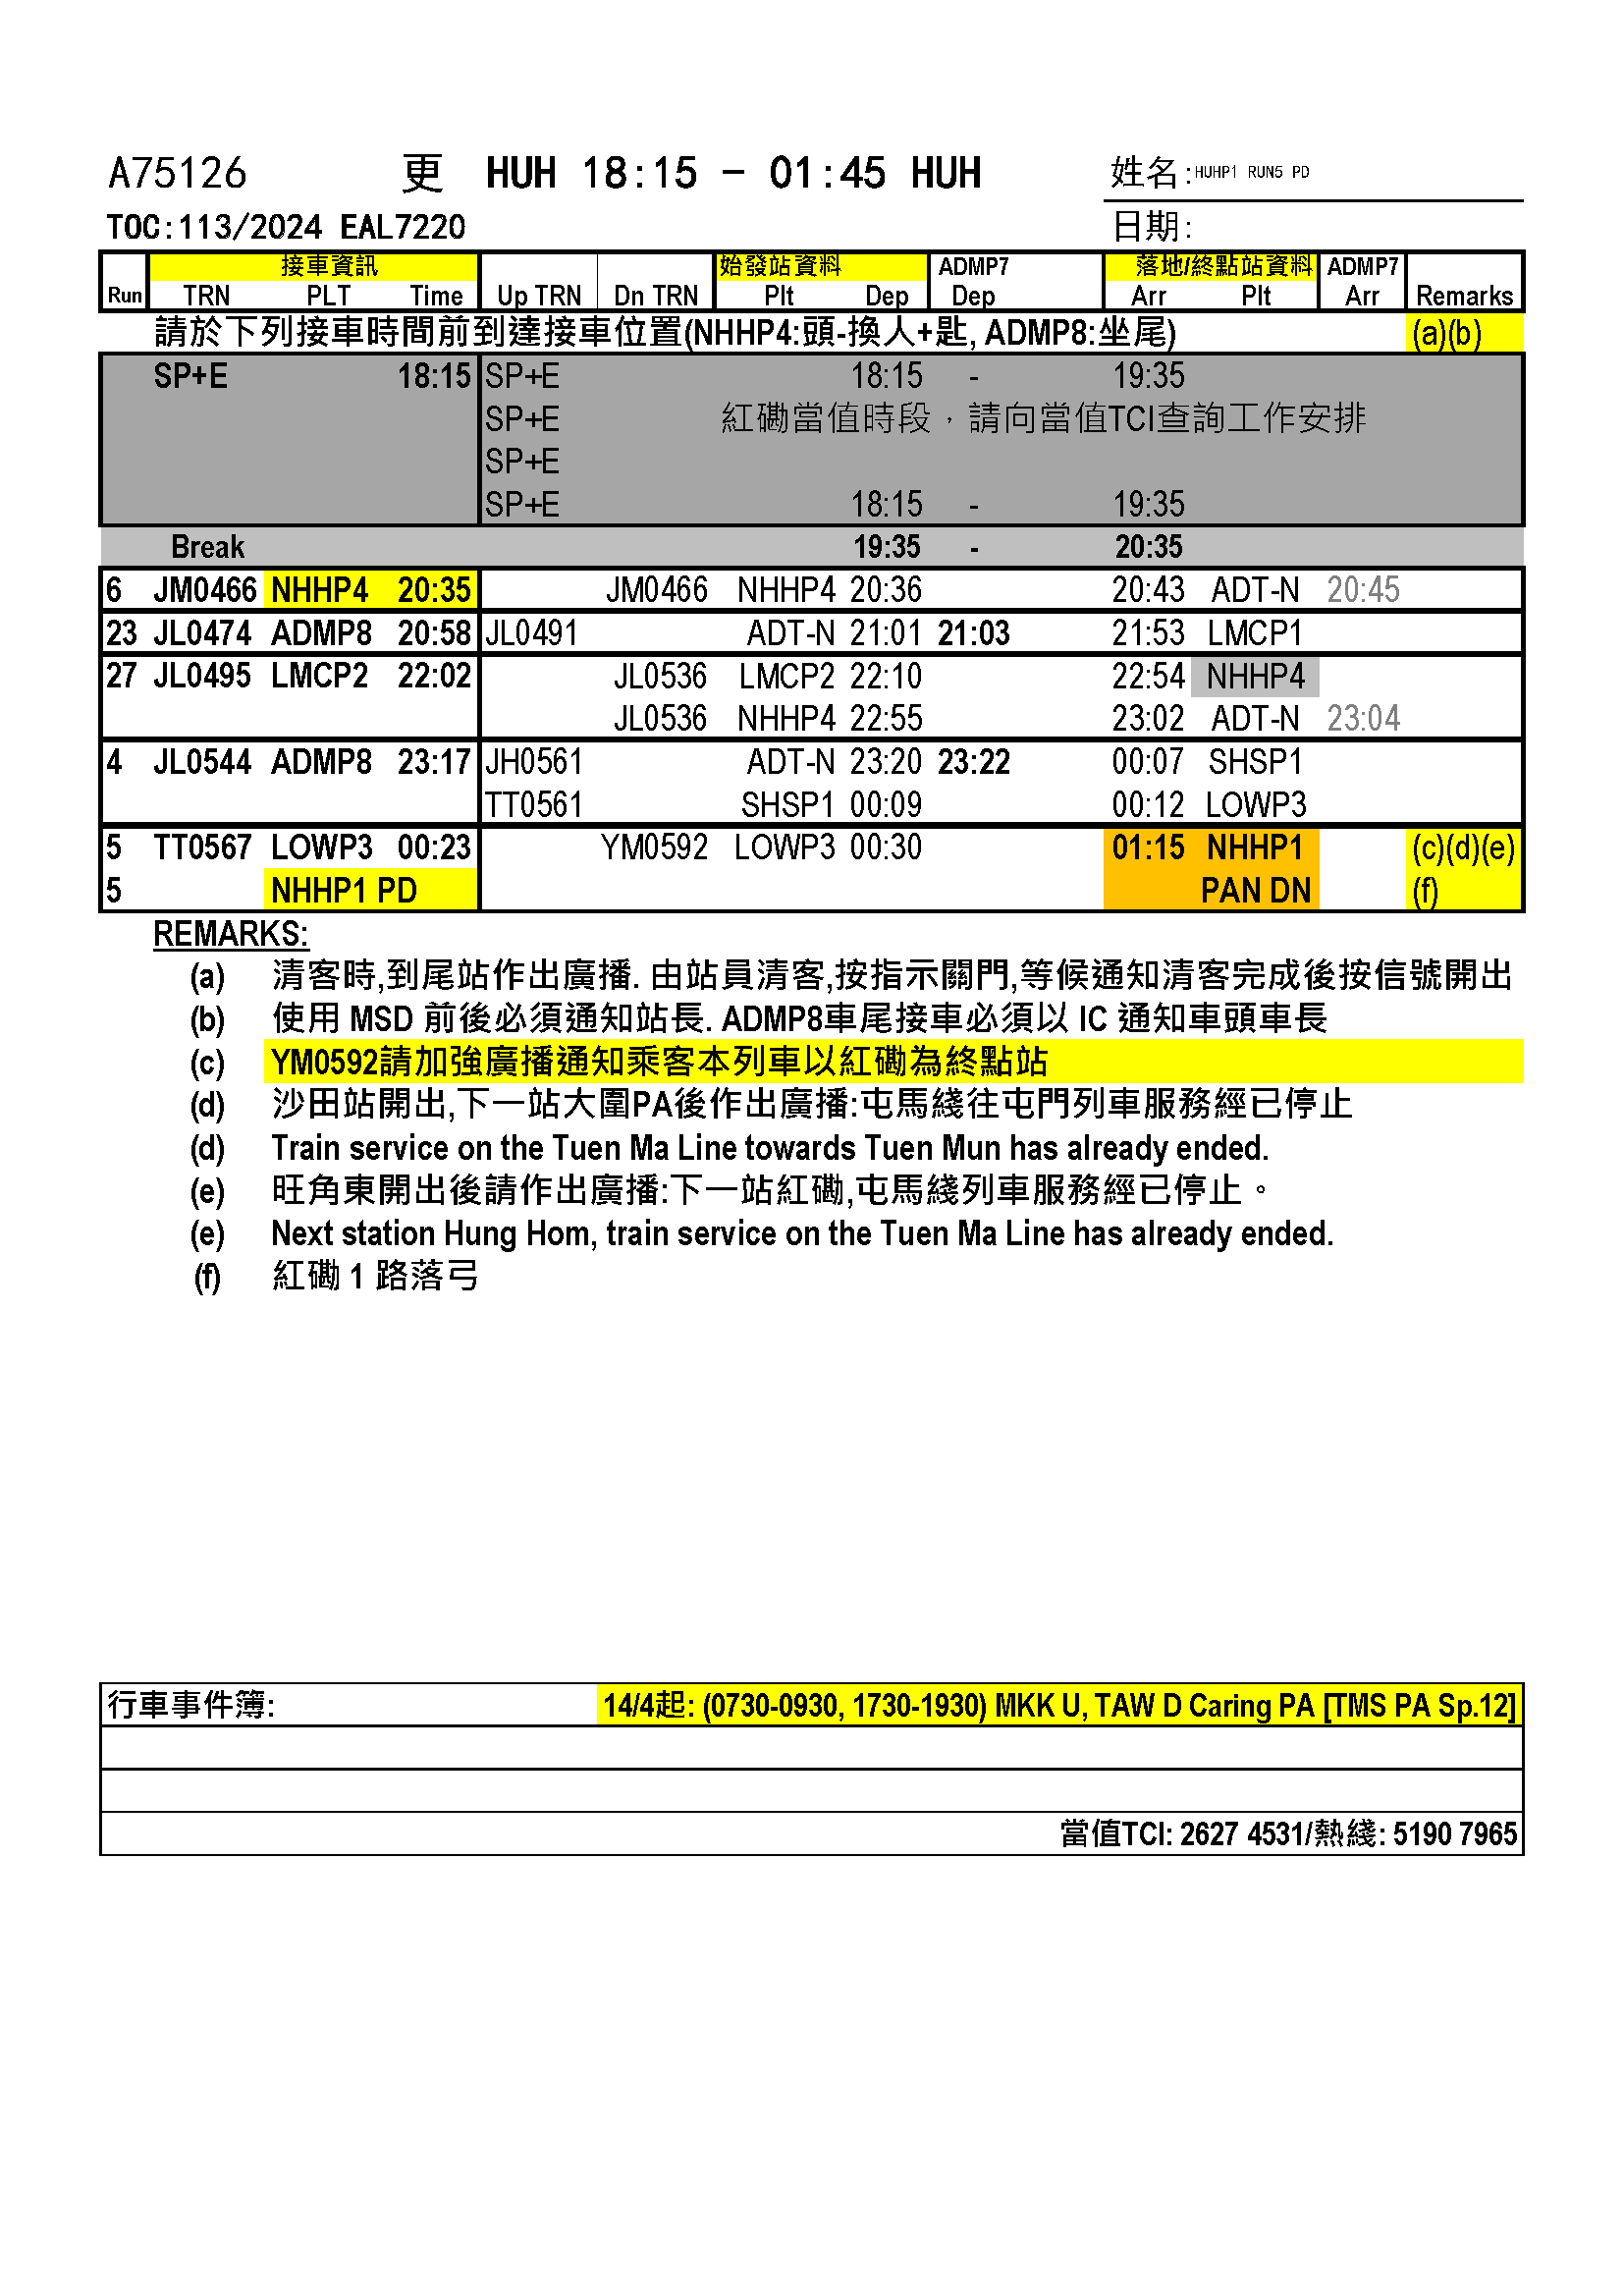 A75126 更 HUH 18:15 - 01:45 HUH 姓名:HUHP1 RUN5 PD
TOC:113/2024 EAL7220 日期:
接車資訊 始發站資料 ADMP7 落地/終點站資料 ADMP7
Run TRN PLT Time Up TRN Dn TRN Plt Dep Dep Arr Plt Arr Remarks
請於下列接車時間前到達接車位置(NHHP4:頭-換人+匙, ADMP8:坐尾) (a)(b)
SP+E 18:15 SP+E 18:15 - 19:35
SP+E 紅磡當值時段，請向當值TCI查詢工作安排
SP+E
SP+E 18:15 - 19:35
Break 19:35 - 20:35
6 JM0466 NHHP4 20:35 JM0466 NHHP4 20:36 20:43 ADT-N 20:45
23 JL0474 ADMP8 20:58 JL0491 ADT-N 21:01 21:03 21:53 LMCP1
27 JL0495 LMCP2 22:02 JL0536 LMCP2 22:10 22:54 NHHP4
JL0536 NHHP4 22:55 23:02 ADT-N 23:04
4 JL0544 ADMP8 23:17 JH0561 ADT-N 23:20 23:22 00:07 SHSP1
TT0561 SHSP1 00:09 00:12 LOWP3
5 TT0567 LOWP3 00:23 YM0592 LOWP3 00:30 01:15 NHHP1 (c)(d)(e)
5 NHHP1 PD PAN DN (f)
REMARKS:
(a) 清客時,到尾站作出廣播. 由站員清客,按指示關門,等候通知清客完成後按信號開出
(b) 使用 MSD 前後必須通知站長. ADMP8車尾接車必須以 IC 通知車頭車長
(c) YM0592請加強廣播通知乘客本列車以紅磡為終點站
(d) 沙田站開出,下一站大圍PA後作出廣播:屯馬綫往屯門列車服務經已停止
(d) Train service on the Tuen Ma Line towards Tuen Mun has already ended.
(e) 旺角東開出後請作出廣播:下一站紅磡,屯馬綫列車服務經已停止。
(e) Next station Hung Hom, train service on the Tuen Ma Line has already ended.
(f) 紅磡 1 路落弓
行車事件簿: 14/4起: (0730-0930, 1730-1930) MKK U, TAW D Caring PA [TMS PA Sp.12]
當值TCI: 2627 4531/熱綫: 5190 7965